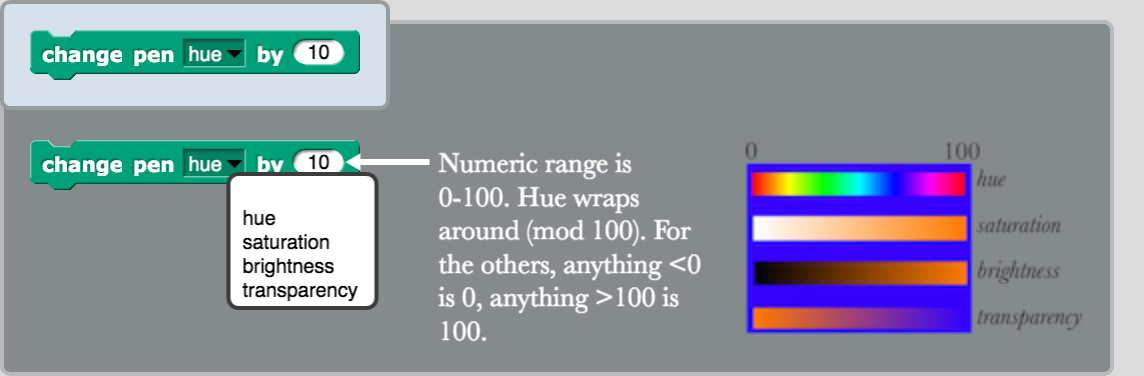 change pen hue by 10
change pen hue by 10
hue
saturation
brightness
transparency
Numeric range is
0-100. Hue wraps
around (mod 100). For
the others, anything <0
is 0, anything >100 is
100.
0 100
hue
saturation
brightness
transparency